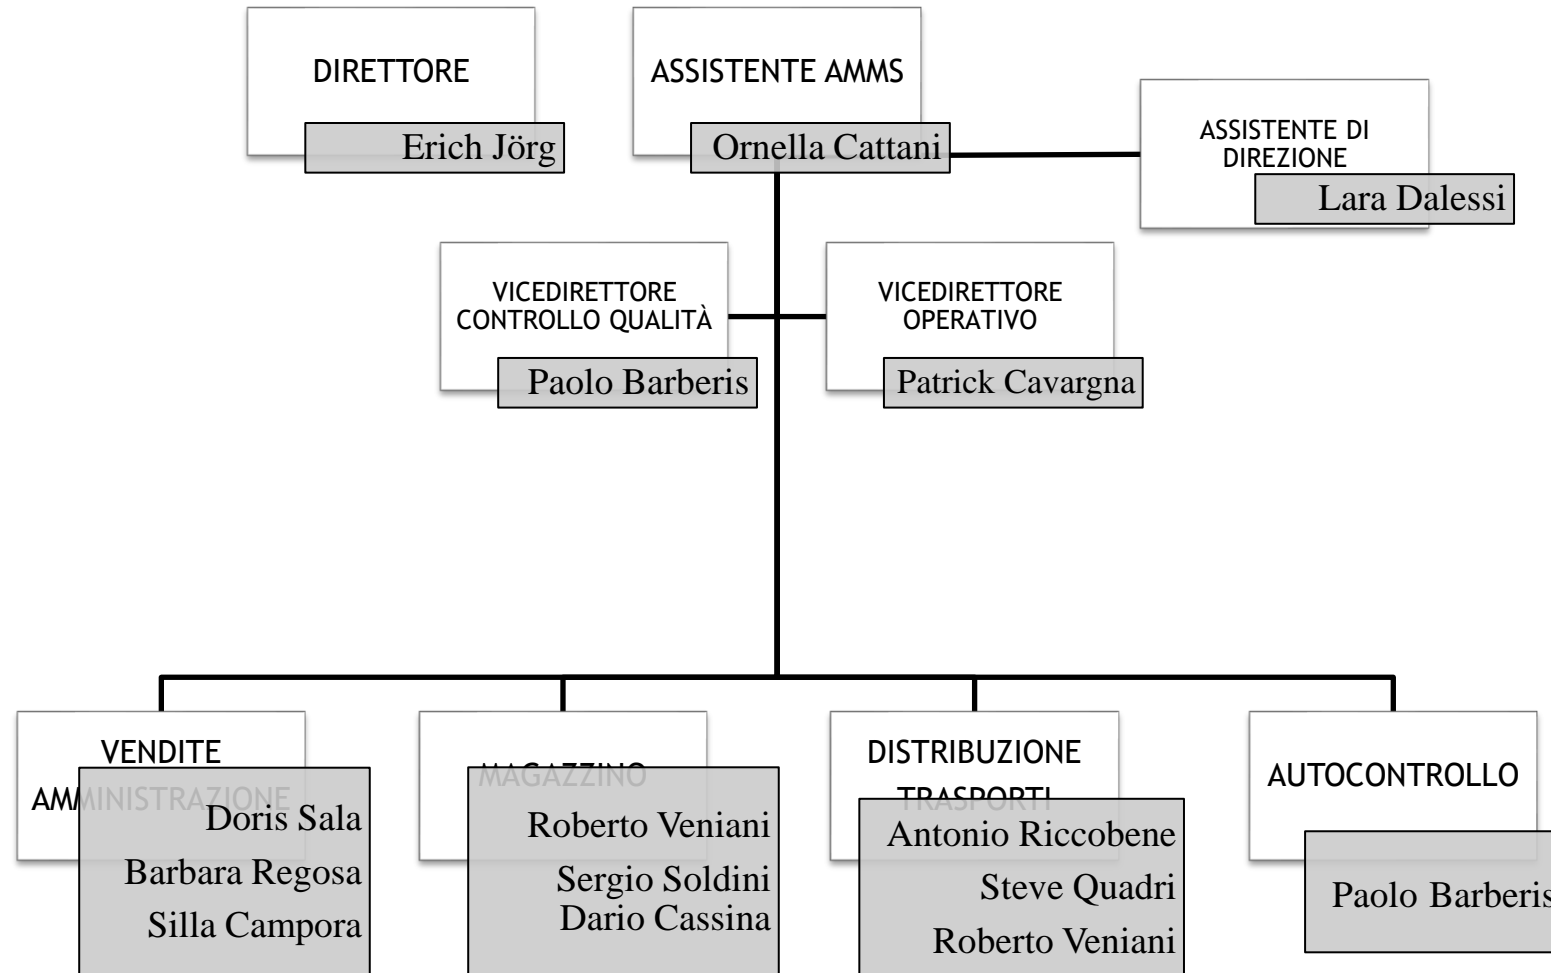 DIRETTORE
Erich Jörg
ASSISTENTE AMMS
Ornella Cattani
ASSISTENTE DI
DIREZIONE
Lara Dalessi
VICEDIRETTORE
CONTROLLO QUALITÀ
Paolo Barberis
VICEDIRETTORE
OPERATIVO
Patrick Cavargna
VENDITE
AMMINISTRAZIONE
Doris Sala
Barbara Regosa
Silla Campora
MAGAZZINO
Roberto Veniani
Sergio Soldini
Dario Cassina
DISTRIBUZIONE
TRASPORTI
Antonio Riccobene
Steve Quadri
Roberto Veniani
AUTOCONTROLLO
Paolo Barberis